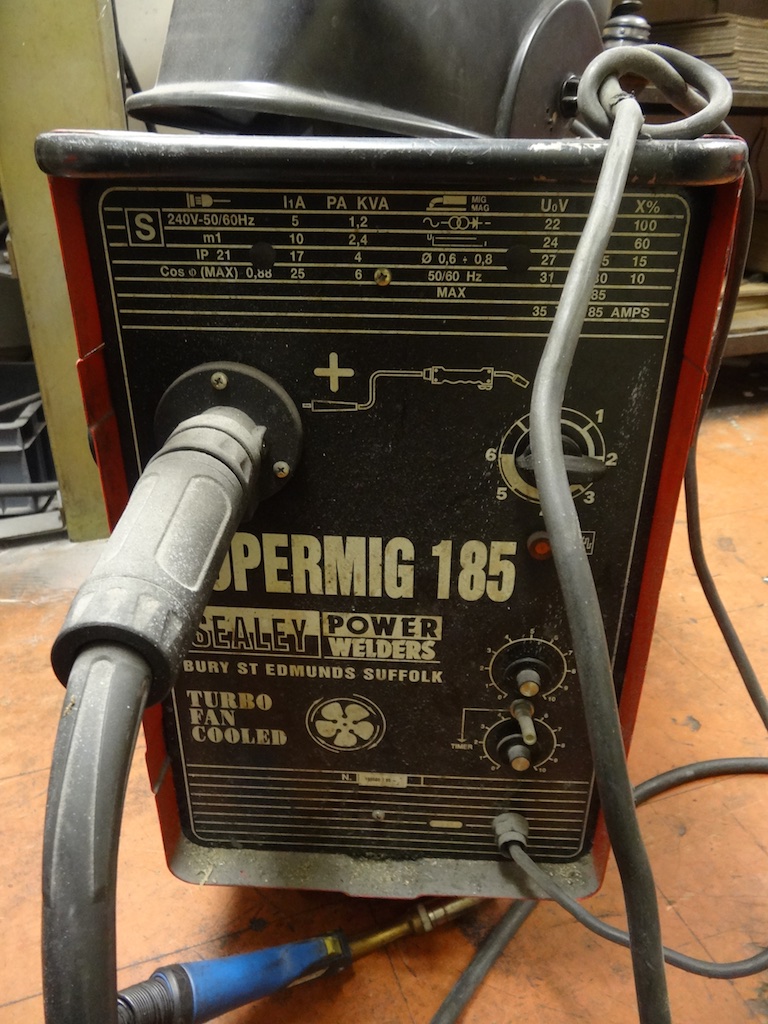 I1A PA KVA MIG U0V X%
MAG
S 240V-50/60Hz 5 1,2 22 100
m1 10 2,4 24 60
IP 21 17 4 Ø 0,6 ÷ 0,8 27 5 15
Cos φ (MAX) 0,88 25 6 50/60 Hz 31 0 10
MAX 85
35 85 AMPS
+
1
6 2
5 3
UPERMIG 185
SEALEY POWER
WELDERS
BURY ST EDMUNDS SUFFOLK
TURBO
FAN
COOLED
TIMER
N.